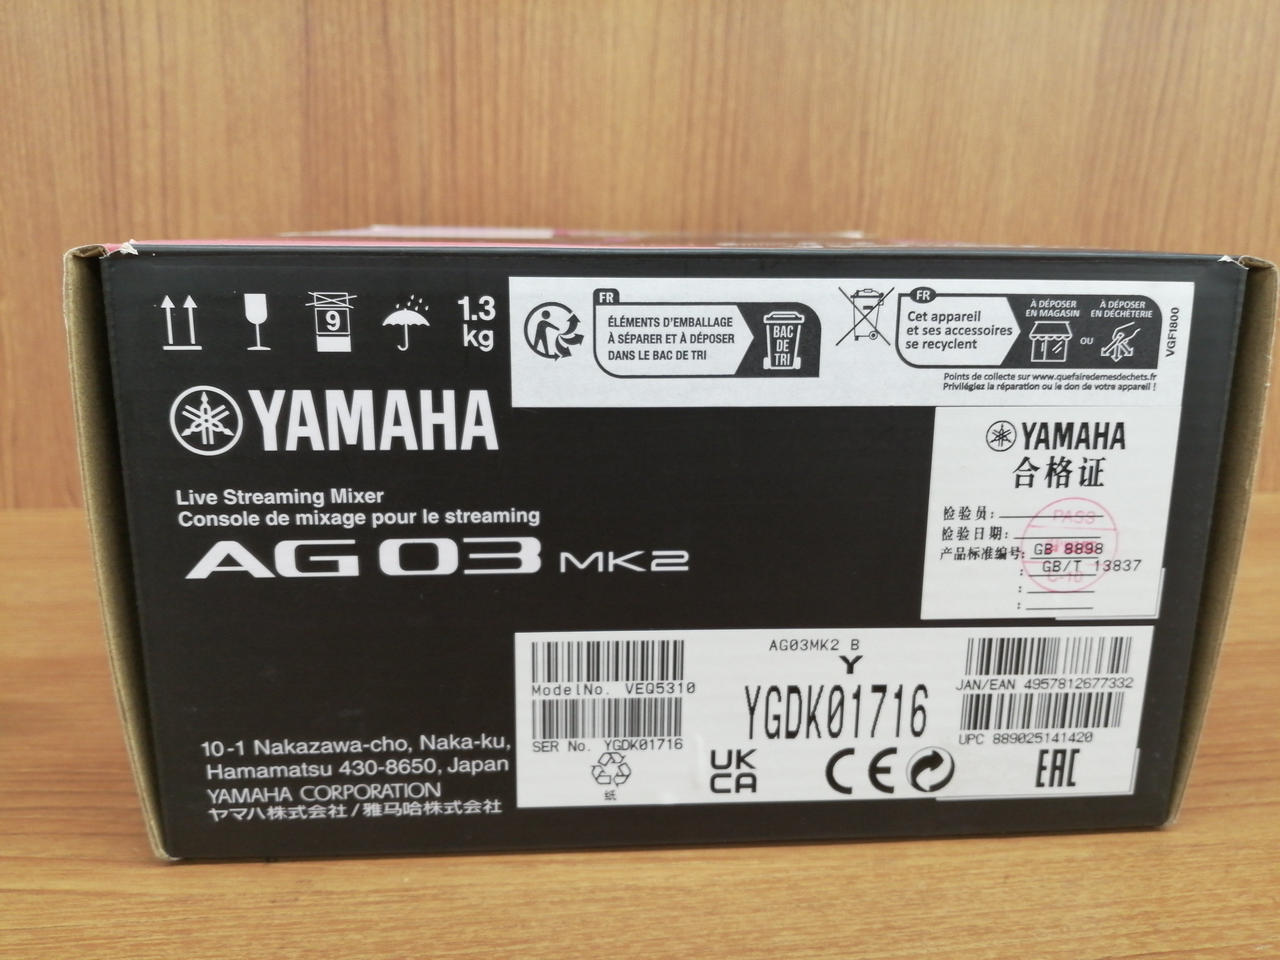 9
1.3
kg
YAMAHA
Live Streaming Mixer
Console de mixage pour le streaming
AG03 MK2
10-1 Nakazawa-cho, Naka-ku,
Hamamatsu 430-8650, Japan
YAMAHA CORPORATION
ヤマハ株式会社/雅马哈株式会社
FR
ÉLÉMENTS D'EMBALLAGE
À SÉPARER ET À DÉPOSER
DANS LE BAC DE TRI
BAC
DE
TRI
FR
Cet appareil
et ses accessoires
se recyclent
À DÉPOSER
EN MAGASIN
OU
À DÉPOSER
EN DÉCHÈTERIE
Points de collecte sur www.quefairedemesdechets.fr
Privilégiez la réparation ou le don de votre appareil !
VGF1800
YAMAHA
合格证
检验员:
检验日期:
产品标准编号: GB 8898
: GB/T 13837
:
:
PASS
C-10
ModelNo. VEQ5310
SER No. YGDK01716
纸
AG03MK2 B
Y
YGDK01716
UK
CA
CE
JAN/EAN 4957812677332
UPC 889025141420
EAC